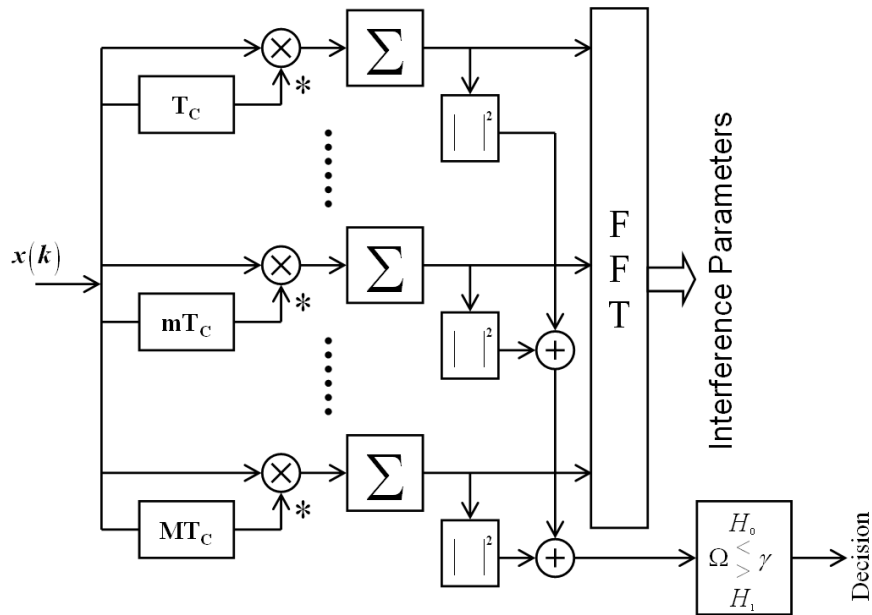 ∑
T_C
*
| |²
x(k)
∑
mT_C
*
| |²
F
F
T
Interference Parameters
∑
MT_C
*
| |²
H₀
Ω < > γ
H₁
Decision